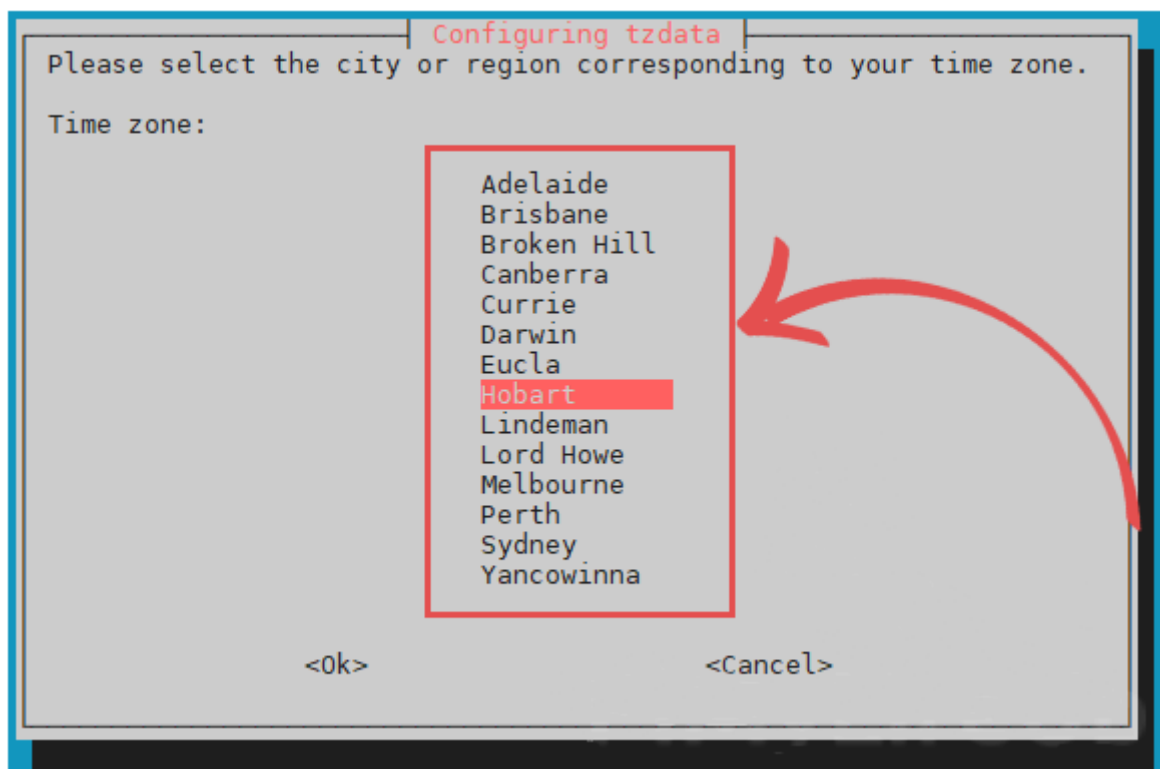 Configuring tzdata
Please select the city or region corresponding to your time zone.
Time zone:
Adelaide
Brisbane
Broken Hill
Canberra
Currie
Darwin
Eucla
Hobart
Lindeman
Lord Howe
Melbourne
Perth
Sydney
Yancowinna
<Ok> <Cancel>